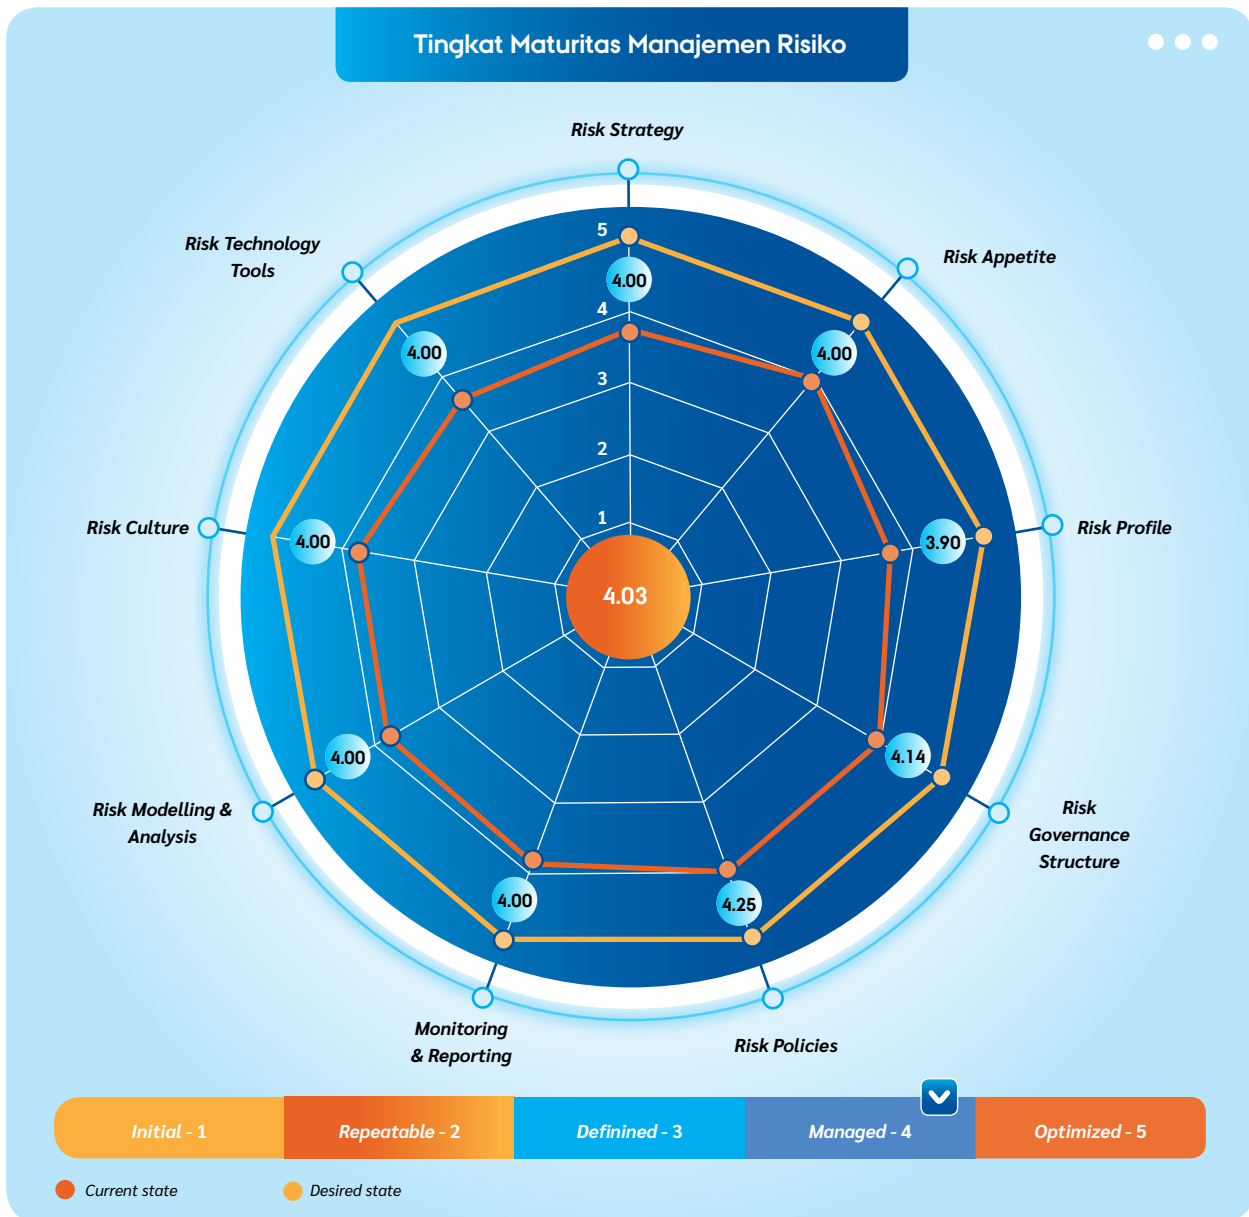 Tingkat Maturitas Manajemen Risiko
Risk Strategy
Risk Technology
Tools
Risk Appetite
5
4.00
4
4.00
4.00
3
2
1
Risk Culture
4.00
3.90
Risk Profile
4.03
4.00
4.14
Risk Modelling &
Analysis
Risk
Governance
Structure
4.00
4.25
Monitoring
& Reporting
Risk Policies
Initial - 1
Repeatable - 2
Definined - 3
Managed - 4
Optimized - 5
Current state
Desired state